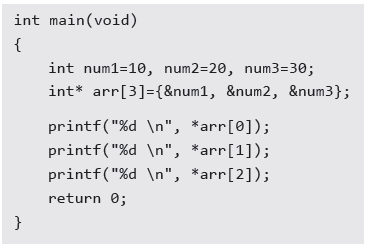 int main(void)
{
    int num1=10, num2=20, num3=30;
    int* arr[3]={&num1, &num2, &num3};
    printf("%d \n", *arr[0]);
    printf("%d \n", *arr[1]);
    printf("%d \n", *arr[2]);
    return 0;
}